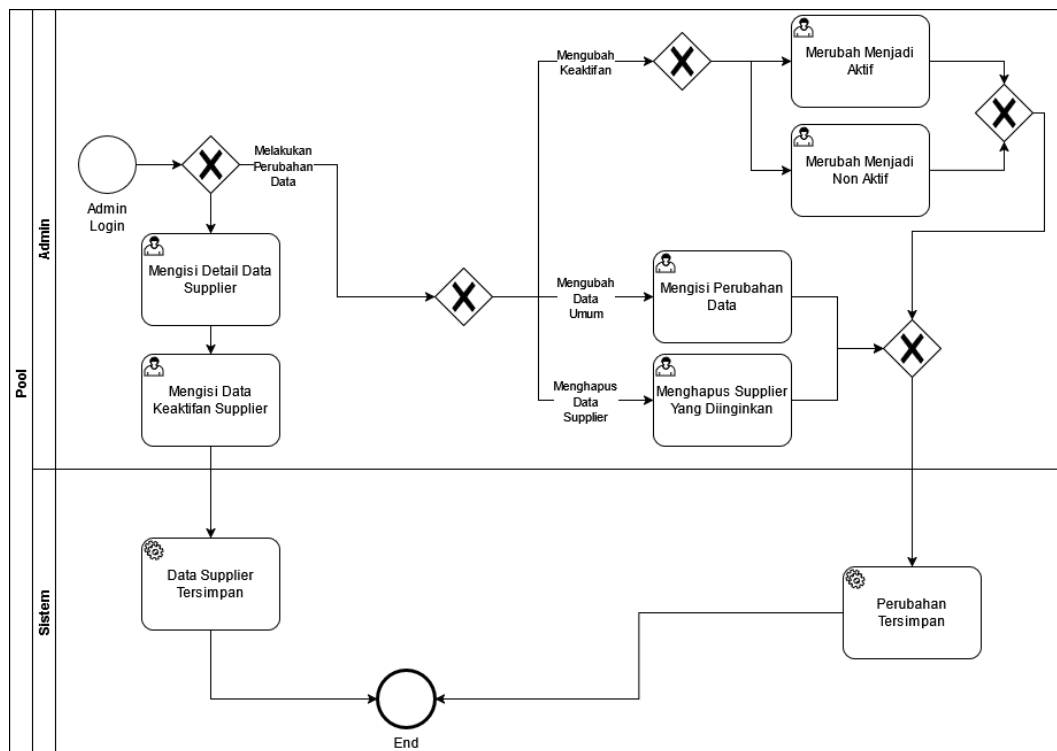 Pool
Admin
Sistem
Admin
Login
Melakukan
Perubahan
Data
Mengisi Detail Data
Supplier
Mengisi Data
Keaktifan Supplier
Mengubah
Keaktifan
Merubah Menjadi
Aktif
Merubah Menjadi
Non Aktif
Mengubah
Data
Umum
Mengisi Perubahan
Data
Menghapus
Data
Supplier
Menghapus Supplier
Yang Diinginkan
Data Supplier
Tersimpan
Perubahan
Tersimpan
End